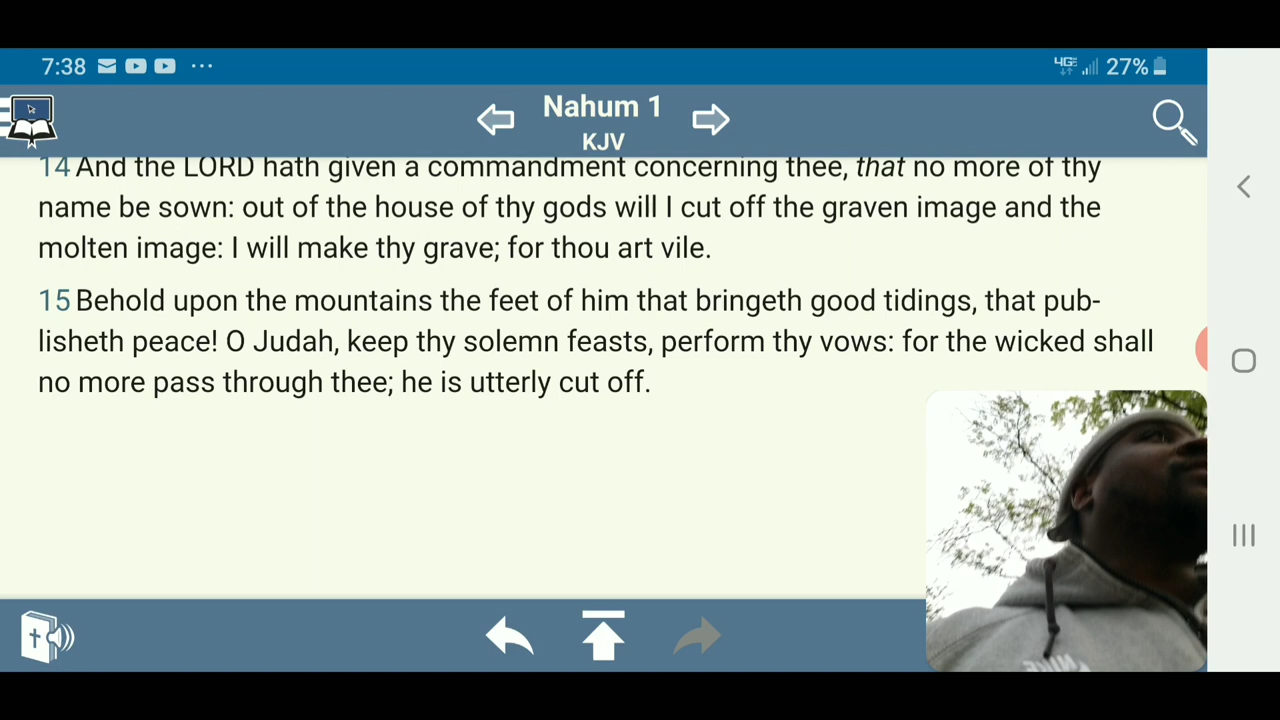 7:38 ... 4GE 27%
Nahum 1
KJV
14 And the LORD hath given a commandment concerning thee, that no more of thy
name be sown: out of the house of thy gods will I cut off the graven image and the
molten image: I will make thy grave; for thou art vile.
15 Behold upon the mountains the feet of him that bringeth good tidings, that pub-
lisheth peace! O Judah, keep thy solemn feasts, perform thy vows: for the wicked shall
no more pass through thee; he is utterly cut off.
NIKE